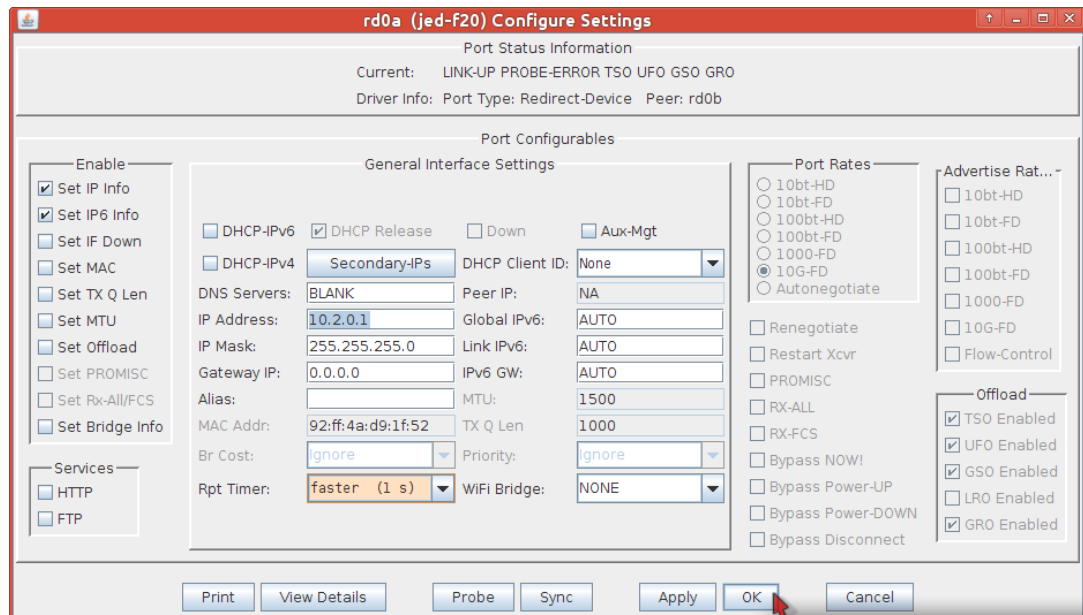 rd0a (jed-f20) Configure Settings
Port Status Information
Current: LINK-UP PROBE-ERROR TSO UFO GSO GRO
Driver Info: Port Type: Redirect-Device Peer: rd0b
Port Configurables
Enable
Set IP Info
Set IP6 Info
Set IF Down
Set MAC
Set TX Q Len
Set MTU
Set Offload
Set PROMISC
Set Rx-All/FCS
Set Bridge Info
Services
HTTP
FTP
General Interface Settings
DHCP-IPv6 DHCP Release Down Aux-Mgt
DHCP-IPv4 Secondary-IPs DHCP Client ID: None
DNS Servers: BLANK Peer IP: NA
IP Address: 10.2.0.1 Global IPv6: AUTO
IP Mask: 255.255.255.0 Link IPv6: AUTO
Gateway IP: 0.0.0.0 IPv6 GW: AUTO
Alias: MTU: 1500
MAC Addr: 92:ff:4a:d9:1f:52 TX Q Len 1000
Br Cost: Ignore Priority: Ignore
Rpt Timer: faster (1 s) WiFi Bridge: NONE
Port Rates
10bt-HD
10bt-FD
100bt-HD
100bt-FD
1000-FD
10G-FD
Autonegotiate
Renegotiate
Restart Xcvr
PROMISC
RX-ALL
RX-FCS
Bypass NOW!
Bypass Power-UP
Bypass Power-DOWN
Bypass Disconnect
Advertise Rat...
10bt-HD
10bt-FD
100bt-HD
100bt-FD
1000-FD
10G-FD
Flow-Control
Offload
TSO Enabled
UFO Enabled
GSO Enabled
LRO Enabled
GRO Enabled
Print View Details Probe Sync Apply OK Cancel